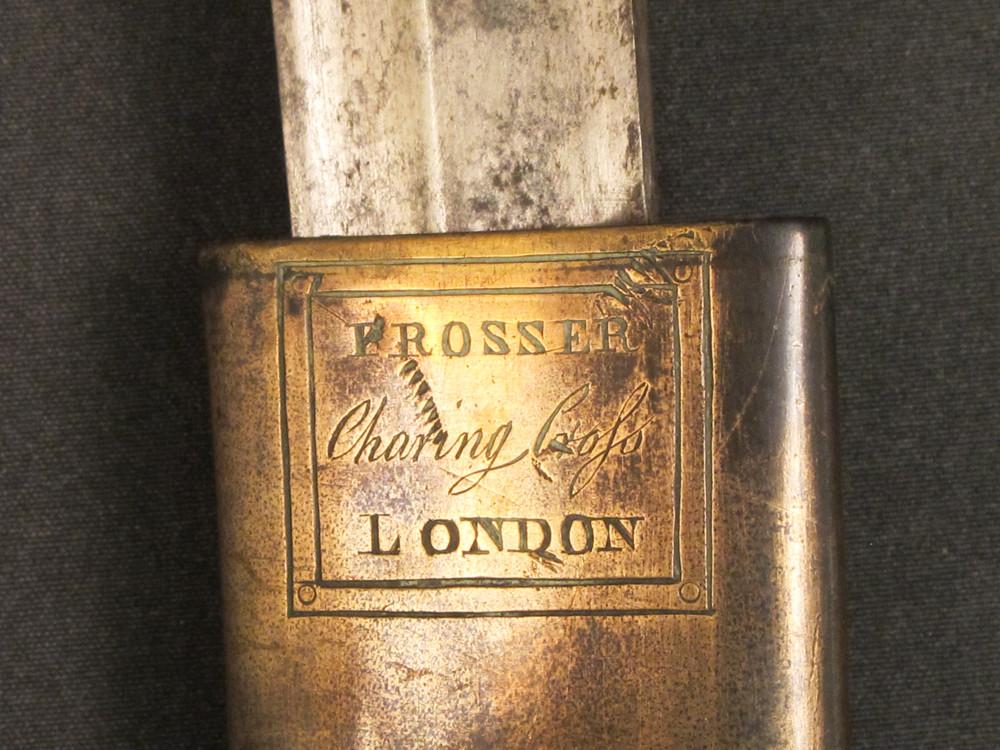 PROSSER
Charing Croſs
LONDON